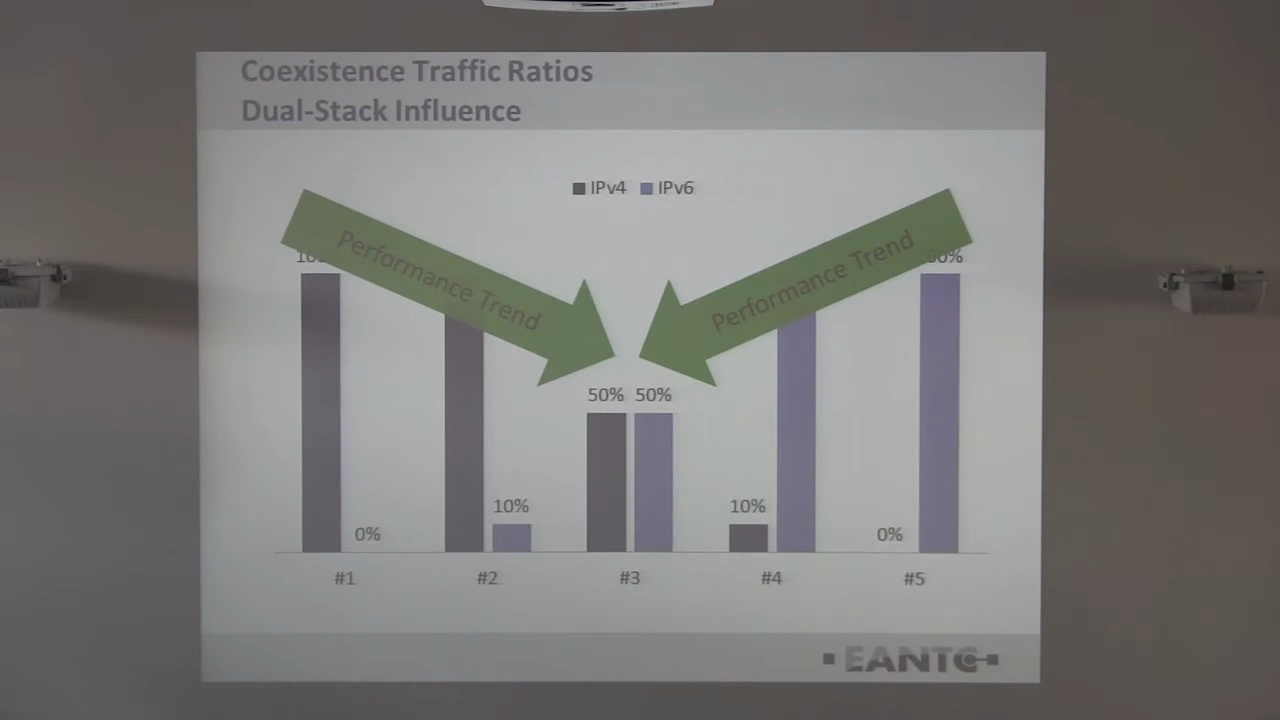 Coexistence Traffic Ratios
Dual-Stack Influence
IPv4 IPv6
Performance Trend
Performance Trend
50% 50%
10%
10%
0%
0%
#1 #2 #3 #4 #5
EANTC